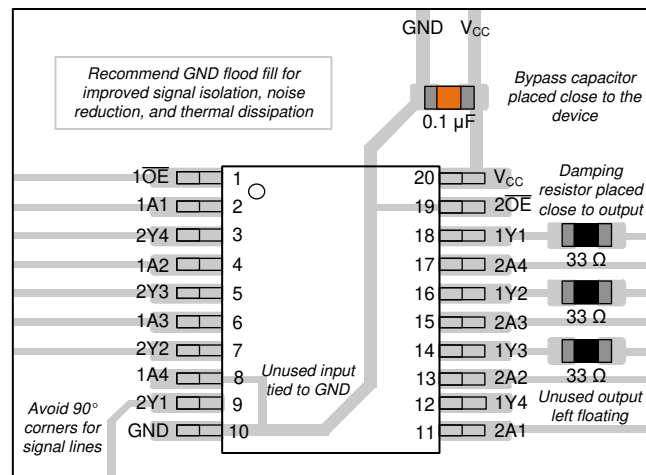 GND VCC
Recommend GND flood fill for
improved signal isolation, noise
reduction, and thermal dissipation
0.1 µF
Bypass capacitor
placed close to the
device
1O̅E̅ 1 20 VCC
1A1 2 19 2O̅E̅
2Y4 3 18 1Y1
1A2 4 17 2A4
2Y3 5 16 1Y2
1A3 6 15 2A3
2Y2 7 14 1Y3
1A4 8 13 2A2
2Y1 9 12 1Y4
GND 10 11 2A1
Damping
resistor placed
close to output
33 Ω
33 Ω
33 Ω
Unused input
tied to GND
Unused output
left floating
Avoid 90°
corners for
signal lines